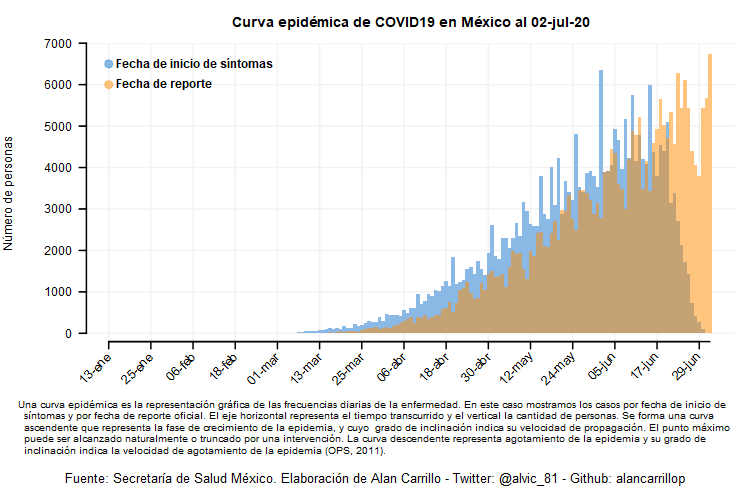 Curva epidémica de COVID19 en México al 02-jul-20
Fecha de inicio de síntomas
Fecha de reporte
Número de personas
7000
6000
5000
4000
3000
2000
1000
0
13-ene
25-ene
06-feb
18-feb
01-mar
13-mar
25-mar
06-abr
18-abr
30-abr
12-may
24-may
05-jun
17-jun
29-jun
Una curva epidémica es la representación gráfica de las frecuencias diarias de la enfermedad. En este caso mostramos los casos por fecha de inicio de
síntomas y por fecha de reporte oficial. El eje horizontal representa el tiempo transcurrido y el vertical la cantidad de personas. Se forma una curva
ascendente que representa la fase de crecimiento de la epidemia, y cuyo grado de inclinación indica su velocidad de propagación. El punto máximo
puede ser alcanzado naturalmente o truncado por una intervención. La curva descendente representa agotamiento de la epidemia y su grado de
inclinación indica la velocidad de agotamiento de la epidemia (OPS, 2011).
Fuente: Secretaría de Salud México. Elaboración de Alan Carrillo - Twitter: @alvic_81 - Github: alancarrillop